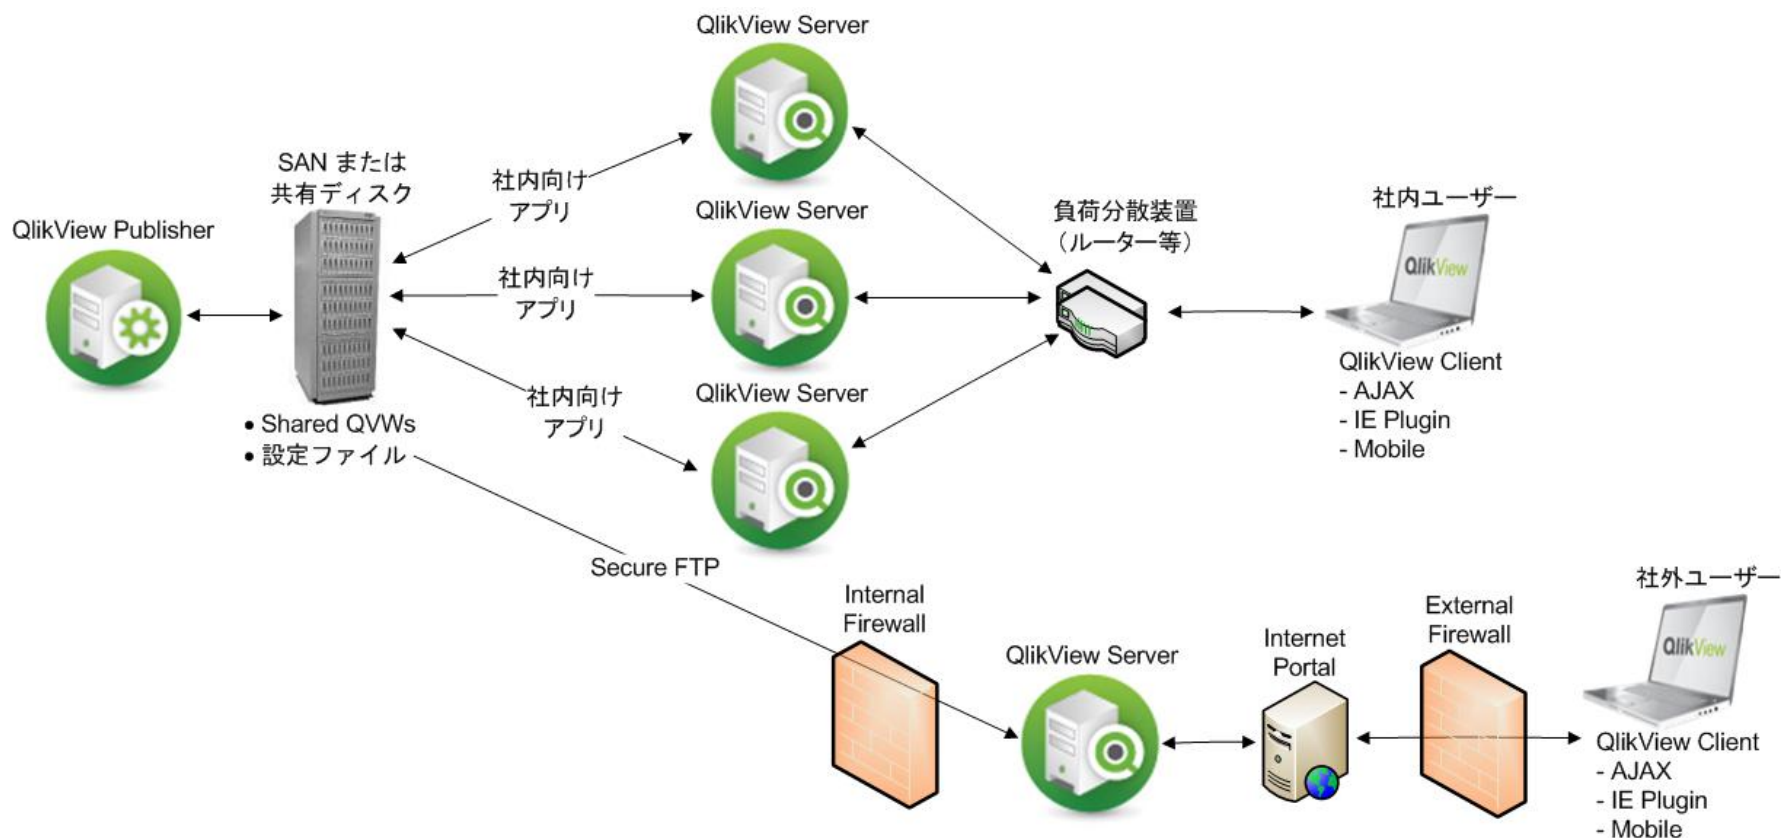 QlikView Server
SAN または
共有ディスク
QlikView Publisher
社内向け
アプリ
QlikView Server
社内向け
アプリ
社内向け
アプリ
QlikView Server
負荷分散装置
（ルーター等）
社内ユーザー
QlikView
QlikView Client
- AJAX
- IE Plugin
- Mobile
• Shared QVWs
• 設定ファイル
Secure FTP
Internal
Firewall
QlikView Server
Internet
Portal
External
Firewall
社外ユーザー
QlikView
QlikView Client
- AJAX
- IE Plugin
- Mobile